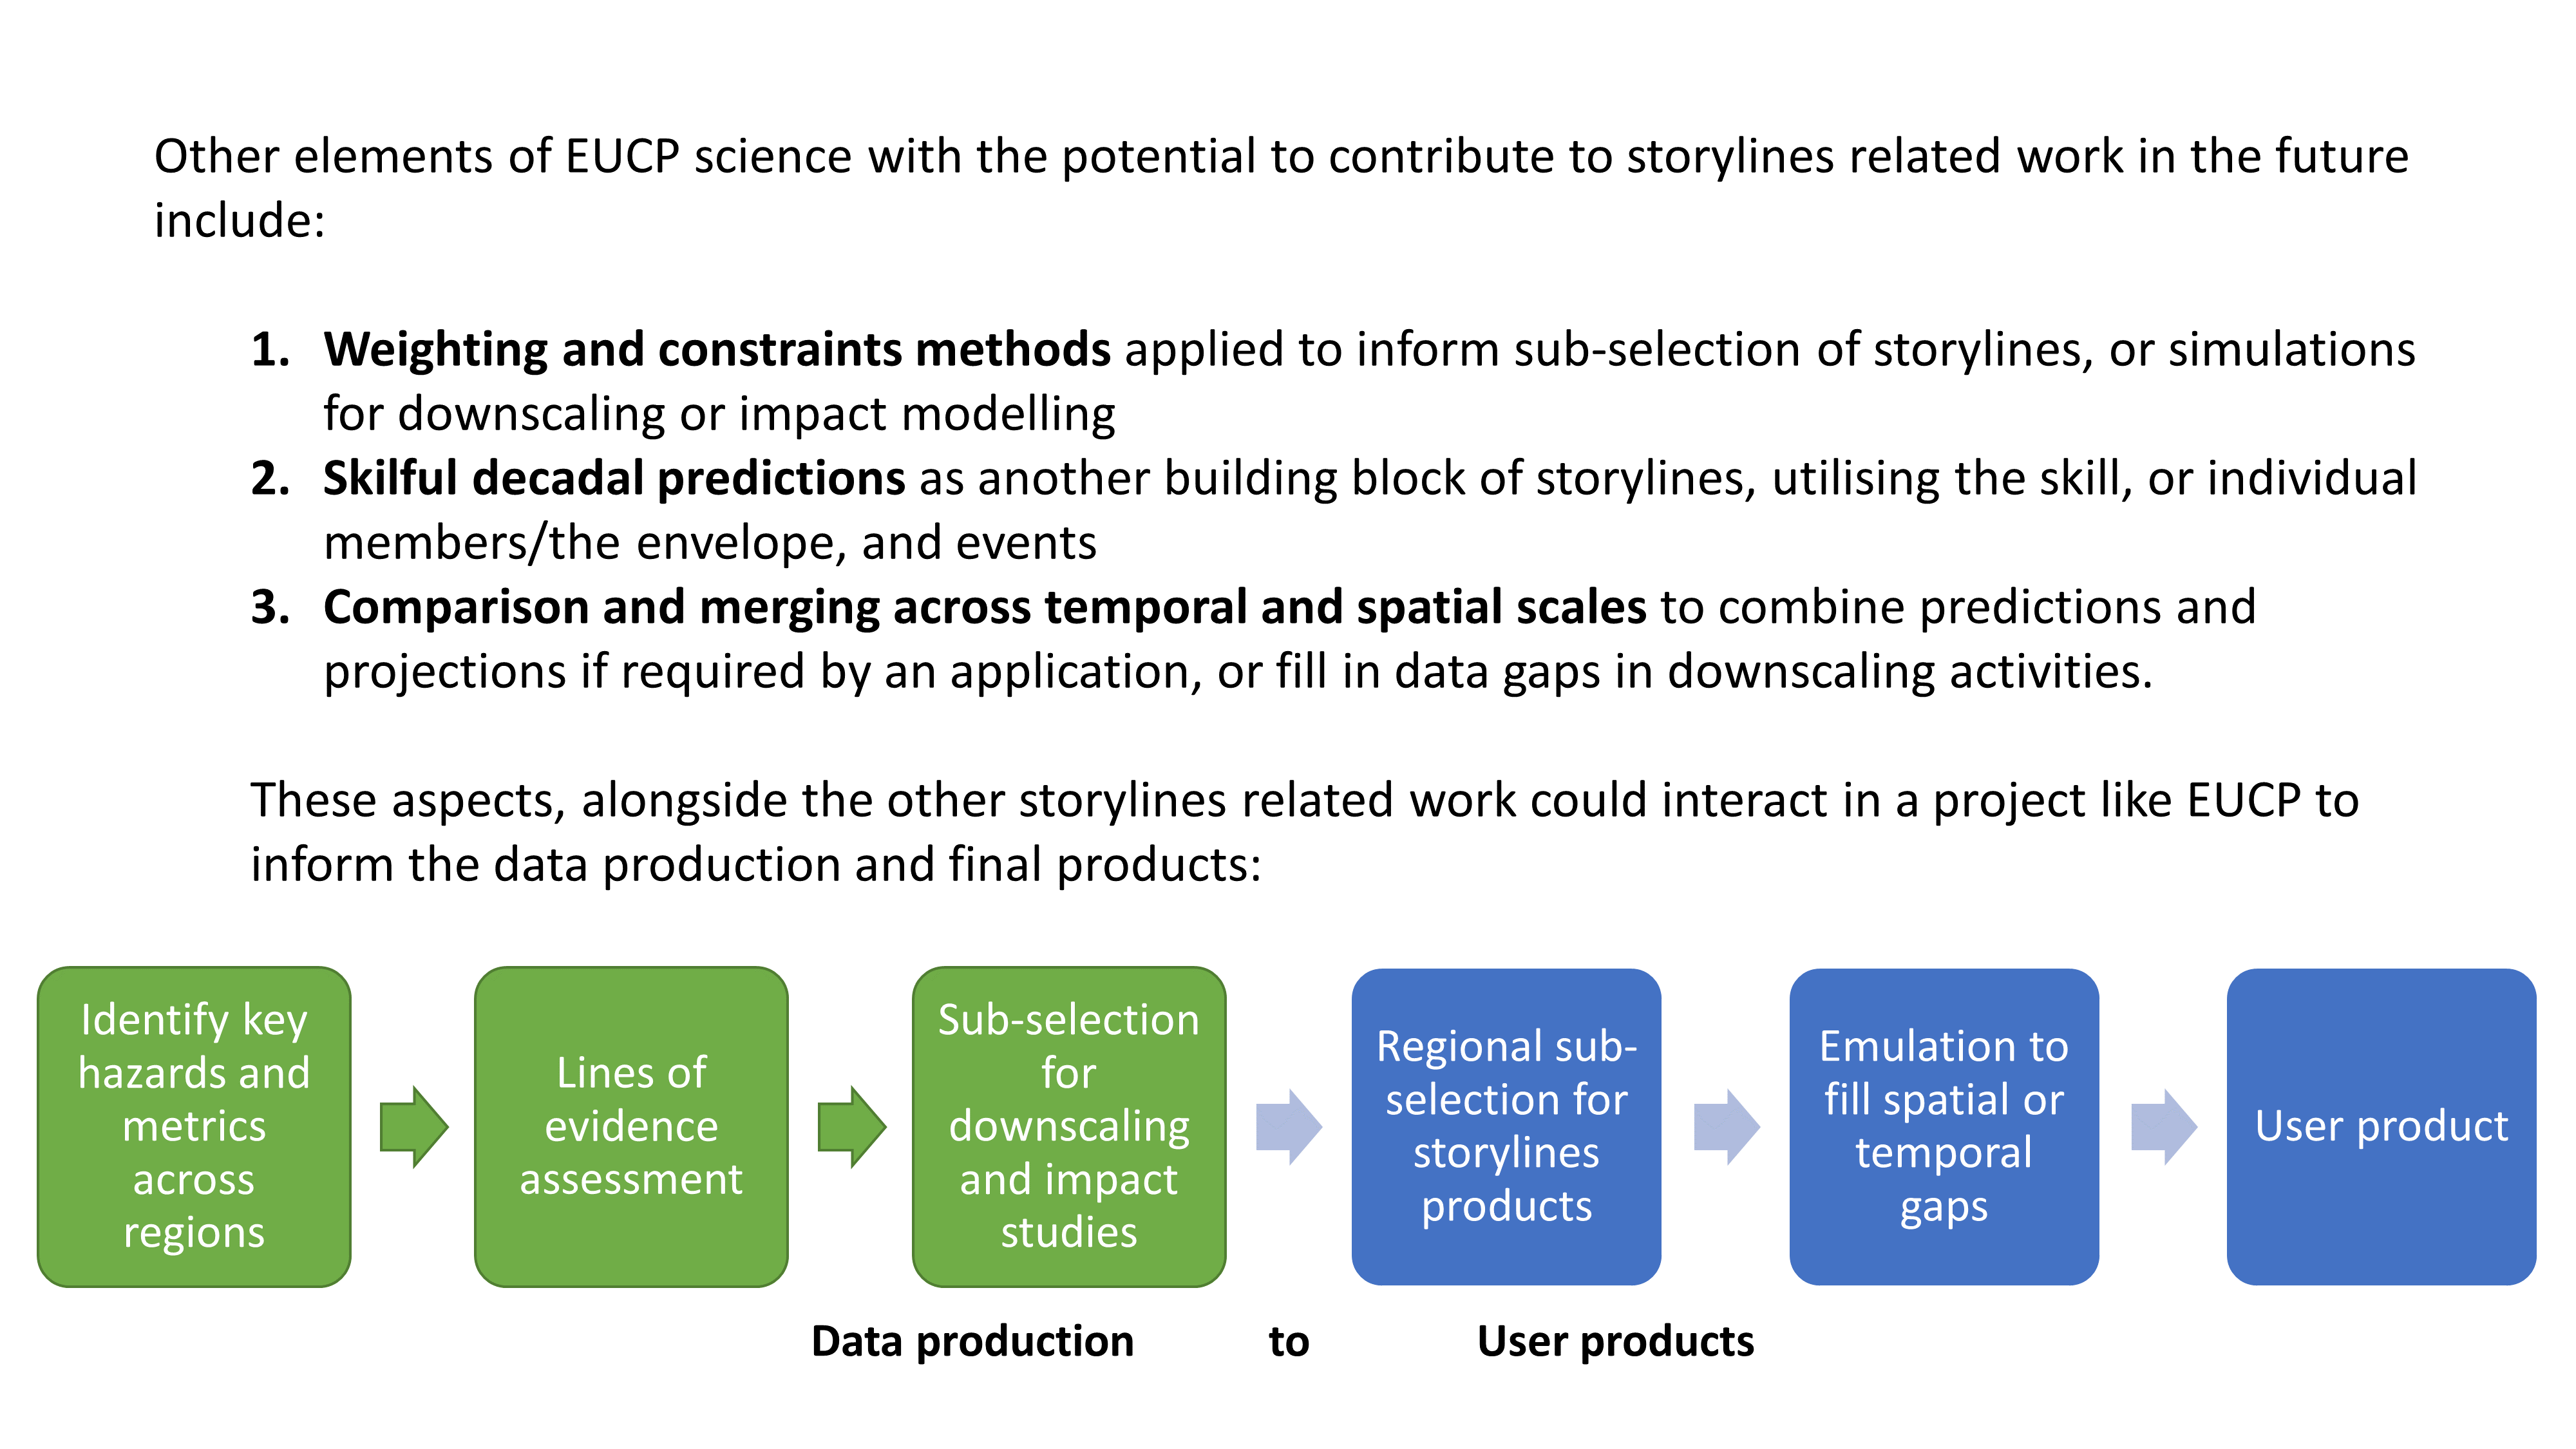 Other elements of EUCP science with the potential to contribute to storylines related work in the future
include:
1. Weighting and constraints methods applied to inform sub-selection of storylines, or simulations
for downscaling or impact modelling
2. Skilful decadal predictions as another building block of storylines, utilising the skill, or individual
members/the envelope, and events
3. Comparison and merging across temporal and spatial scales to combine predictions and
projections if required by an application, or fill in data gaps in downscaling activities.
These aspects, alongside the other storylines related work could interact in a project like EUCP to
inform the data production and final products:
Identify key
hazards and
metrics
across
regions
Lines of
evidence
assessment
Sub-selection
for
downscaling
and impact
studies
Regional sub-
selection for
storylines
products
Emulation to
fill spatial or
temporal
gaps
User product
Data production to User products